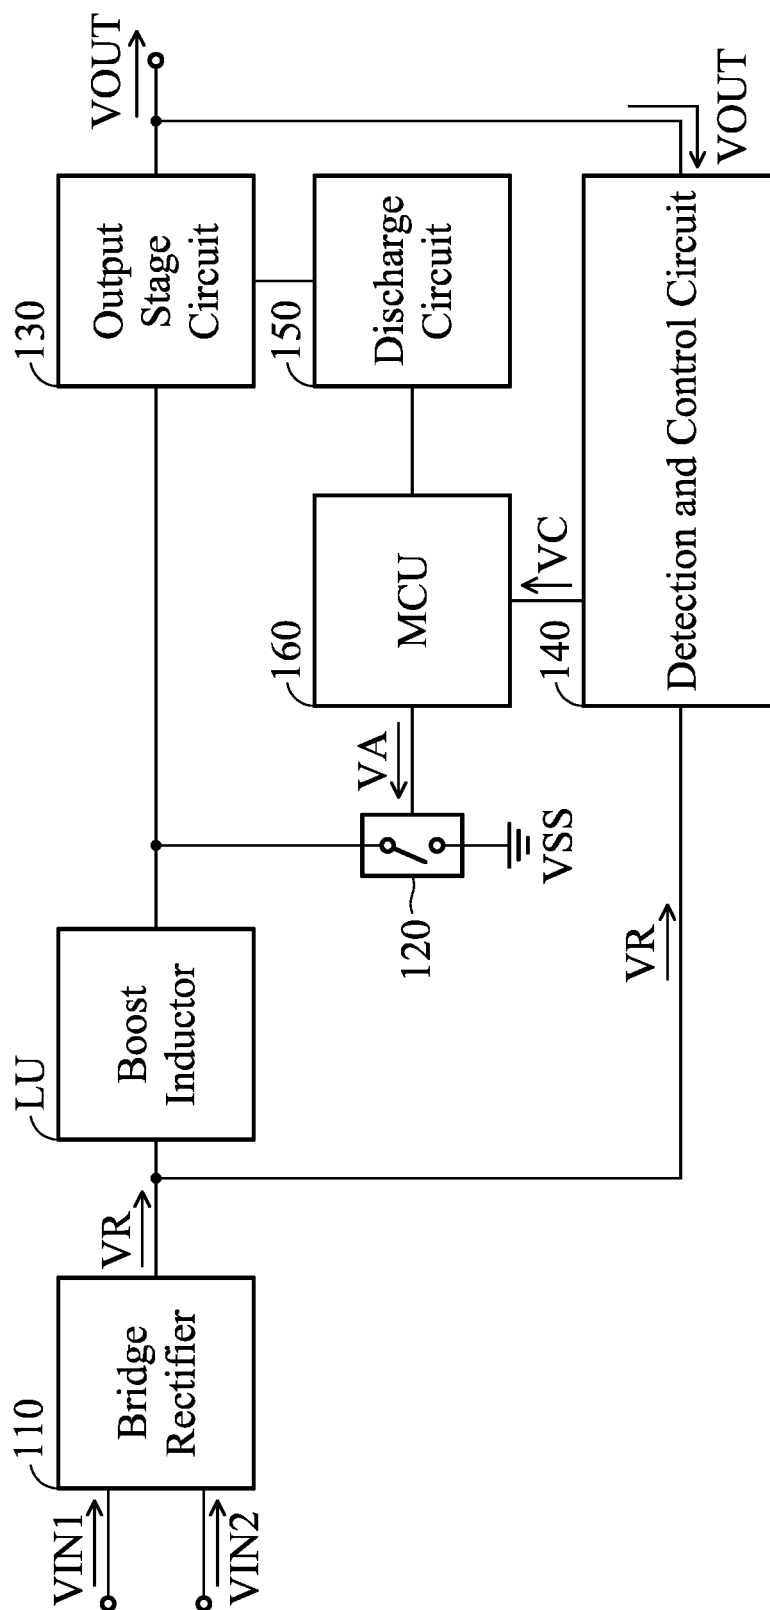 VIN1
VIN2
110
Bridge
Rectifier
VR
LU
Boost
Inductor
130
Output
Stage
Circuit
VOUT
120
VSS
VA
160
MCU
150
Discharge
Circuit
VC
VR
140
Detection and Control Circuit
VOUT